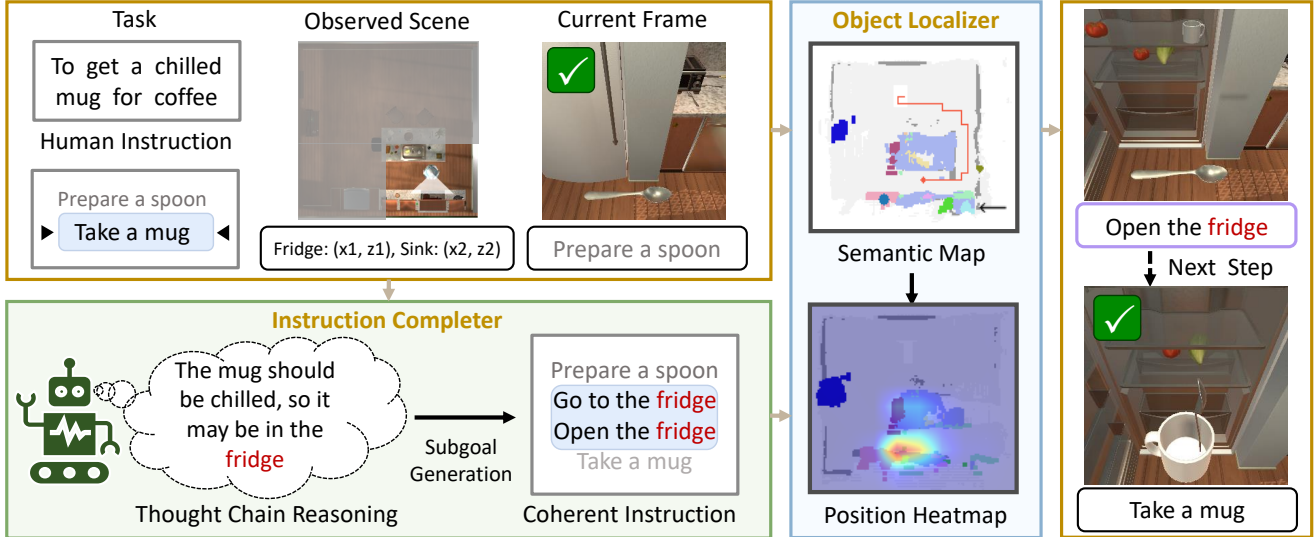 Task
To get a chilled
mug for coffee
Human Instruction
Prepare a spoon
Take a mug
Observed Scene
Fridge: (x1, z1), Sink: (x2, z2)
Current Frame
Prepare a spoon
Instruction Completer
The mug should
be chilled, so it
may be in the
fridge
Thought Chain Reasoning
Subgoal
Generation
Prepare a spoon
Go to the fridge
Open the fridge
Take a mug
Coherent Instruction
Object Localizer
Semantic Map
Position Heatmap
Open the fridge
Next Step
Take a mug